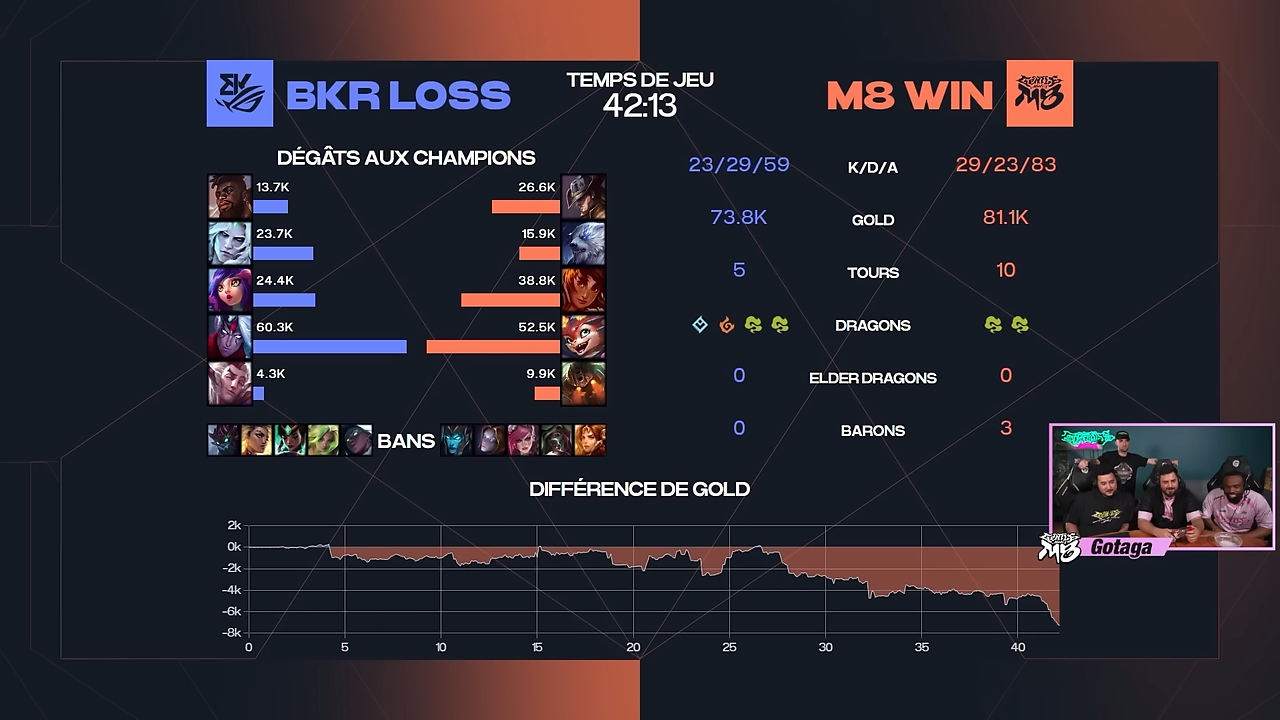 BKR LOSS
TEMPS DE JEU
42:13
M8 WIN
M8
DÉGÂTS AUX CHAMPIONS
13.7K 26.6K
23.7K 15.9K
24.4K 38.8K
60.3K 52.5K
4.3K 9.9K
BANS
23/29/59 K/D/A 29/23/83
73.8K GOLD 81.1K
5 TOURS 10
DRAGONS
0 ELDER DRAGONS 0
0 BARONS 3
DIFFÉRENCE DE GOLD
2k
0k
-2k
-4k
-6k
-8k
0 5 10 15 20 25 30 35 40
M8 Gotaga